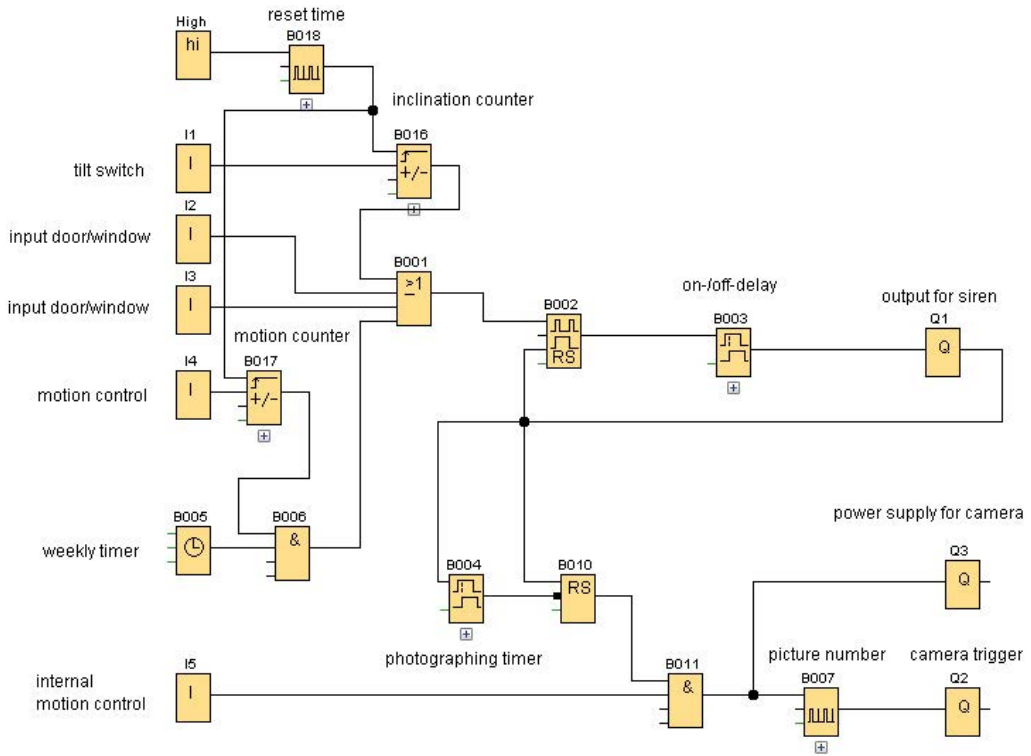 reset time
High
hi
B018
inclination counter
I1
B016
I
+/-
tilt switch
I2
input door/window
I
B001
≥1
I3
on-/off-delay
output for siren
input door/window
I
B002
RS
B003
Q1
Q
motion counter
I4
B017
motion control
I
+/-
power supply for camera
B005
B006
weekly timer
&
Q3
Q
B004
B010
RS
photographing timer
picture number
camera trigger
I5
B011
B007
Q2
internal
motion control
I
&
Q